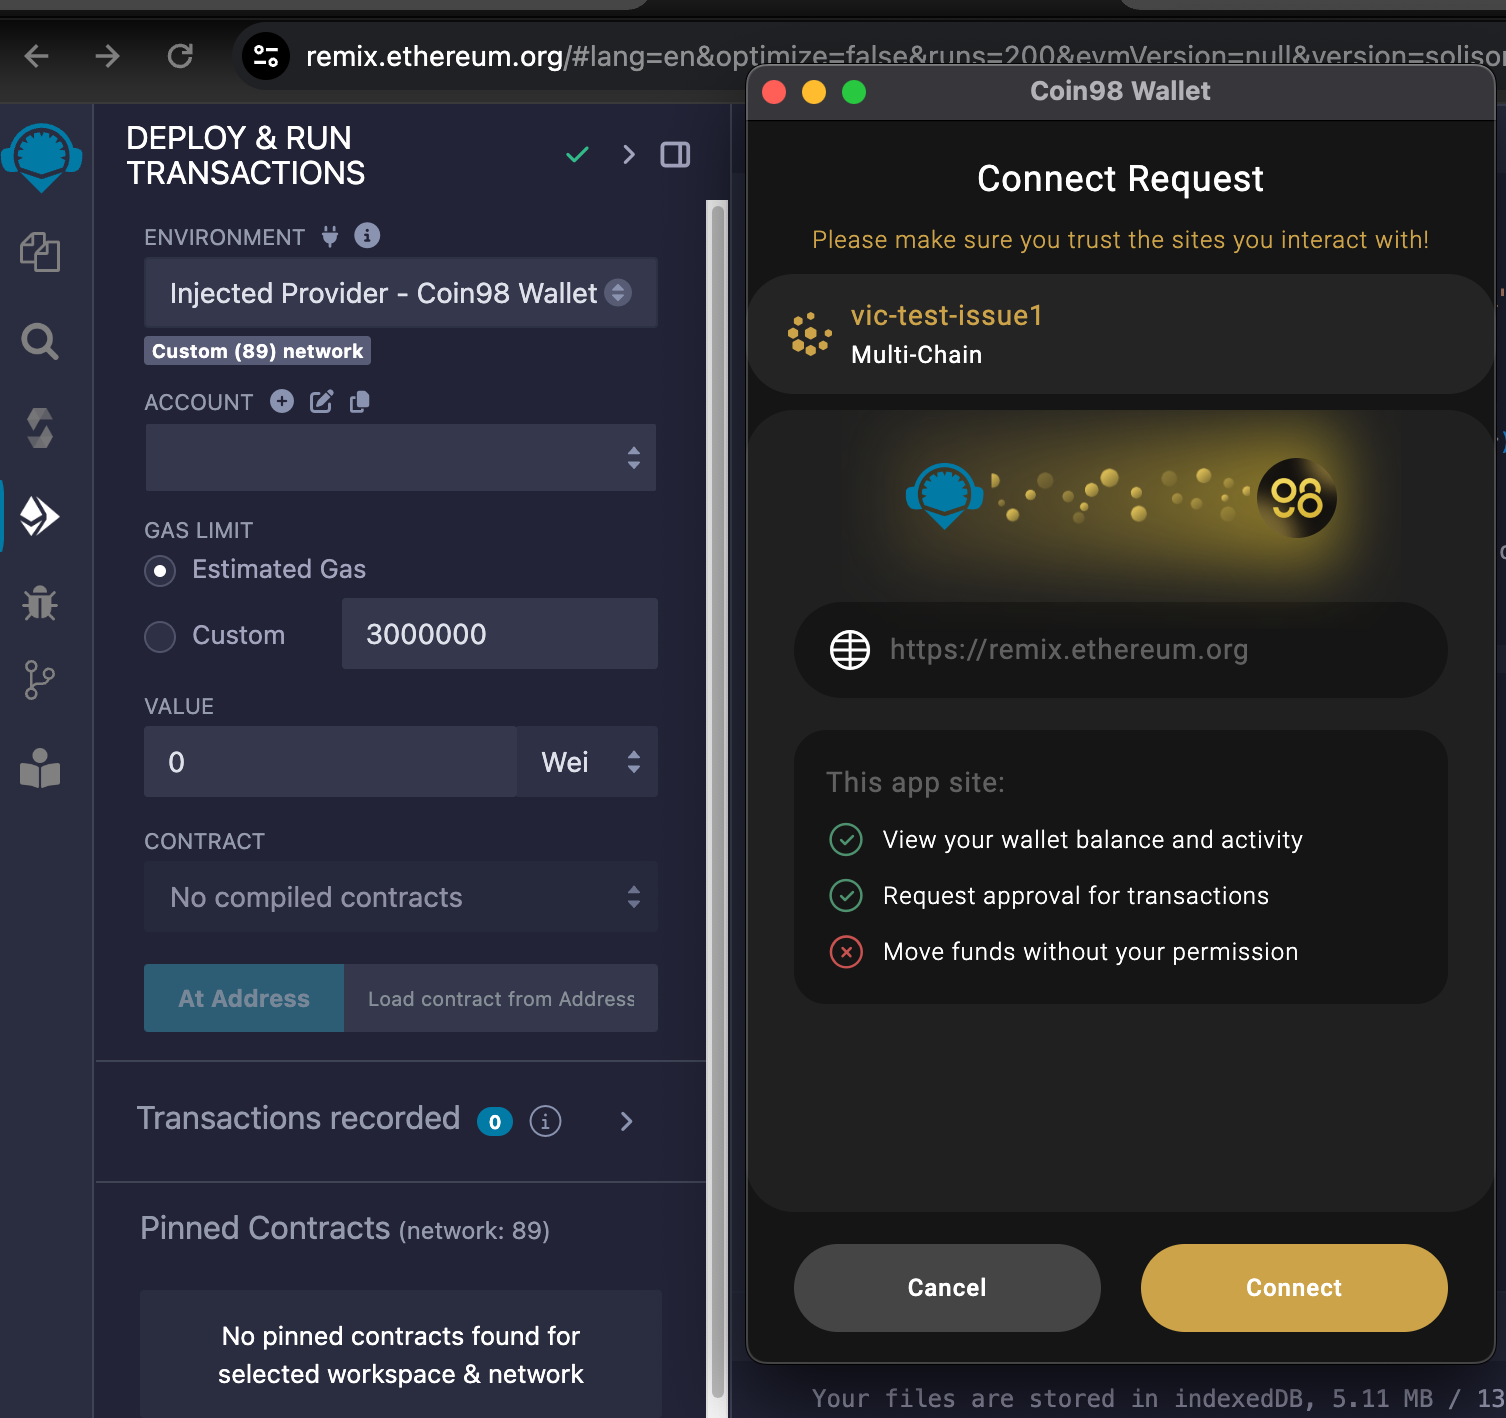 remix.ethereum.org/#lang=en&optimize=false&runs=200&evmVersion=null&version=soljson
DEPLOY & RUN
TRANSACTIONS
ENVIRONMENT
Injected Provider - Coin98 Wallet
Custom (89) network
ACCOUNT
GAS LIMIT
Estimated Gas
Custom
3000000
VALUE
0
Wei
CONTRACT
No compiled contracts
At Address
Load contract from Address
Transactions recorded 0
Pinned Contracts (network: 89)
No pinned contracts found for
selected workspace & network
Coin98 Wallet
Connect Request
Please make sure you trust the sites you interact with!
vic-test-issue1
Multi-Chain
98
https://remix.ethereum.org
This app site:
View your wallet balance and activity
Request approval for transactions
Move funds without your permission
Cancel
Connect
Your files are stored in indexedDB, 5.11 MB / 13